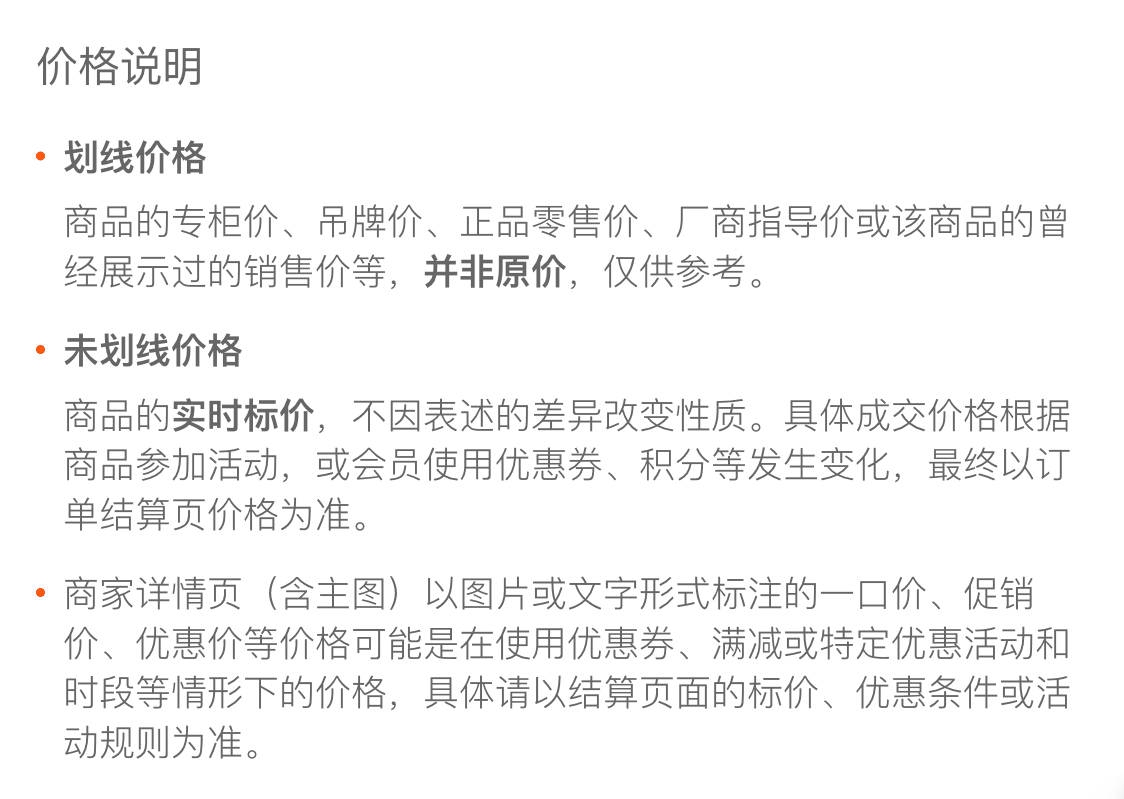 价格说明
• 划线价格
商品的专柜价、吊牌价、正品零售价、厂商指导价或该商品的曾
经展示过的销售价等，并非原价，仅供参考。
• 未划线价格
商品的实时标价，不因表述的差异改变性质。具体成交价格根据
商品参加活动，或会员使用优惠券、积分等发生变化，最终以订
单结算页价格为准。
• 商家详情页（含主图）以图片或文字形式标注的一口价、促销
价、优惠价等价格可能是在使用优惠券、满减或特定优惠活动和
时段等情形下的价格，具体请以结算页面的标价、优惠条件或活
动规则为准。